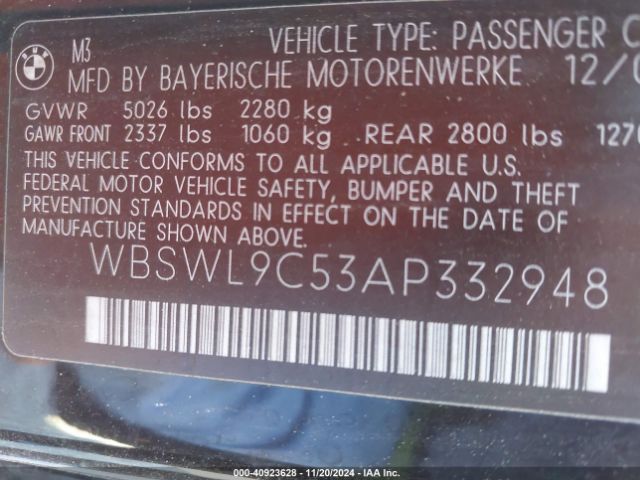 BMW
M3
VEHICLE TYPE: PASSENGER C
MFD BY BAYERISCHE MOTORENWERKE 12/0
GVWR 5026 lbs 2280 kg
GAWR FRONT 2337 lbs 1060 kg REAR 2800 lbs 1270
THIS VEHICLE CONFORMS TO ALL APPLICABLE U.S.
FEDERAL MOTOR VEHICLE SAFETY, BUMPER AND THEFT
PREVENTION STANDARDS IN EFFECT ON THE DATE OF
MANUFACTURE SHOWN ABOVE.
WBSWL9C53AP332948
000-40923628 - 11/20/2024 - IAA Inc.